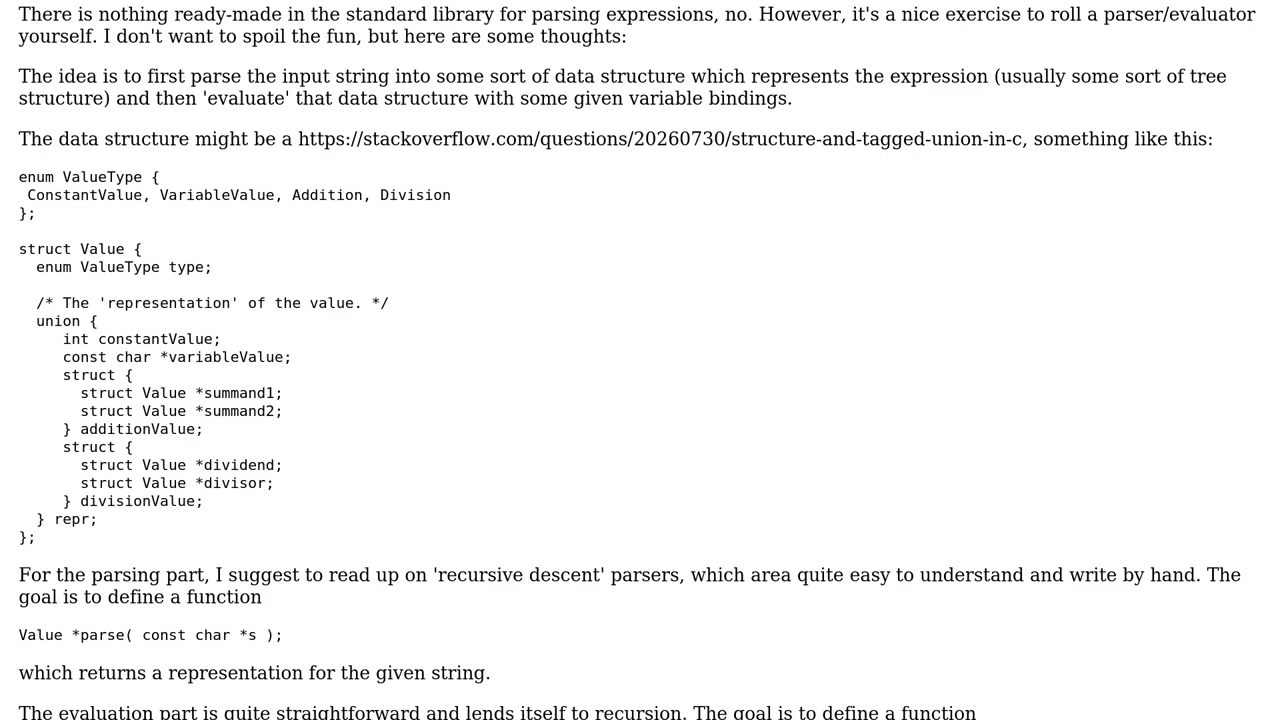 There is nothing ready-made in the standard library for parsing expressions, no. However, it's a nice exercise to roll a parser/evaluator
yourself. I don't want to spoil the fun, but here are some thoughts:
The idea is to first parse the input string into some sort of data structure which represents the expression (usually some sort of tree
structure) and then 'evaluate' that data structure with some given variable bindings.
The data structure might be a https://stackoverflow.com/questions/20260730/structure-and-tagged-union-in-c, something like this:
enum ValueType {
 ConstantValue, VariableValue, Addition, Division
};
struct Value {
  enum ValueType type;
  /* The 'representation' of the value. */
  union {
     int constantValue;
     const char *variableValue;
     struct {
       struct Value *summand1;
       struct Value *summand2;
     } additionValue;
     struct {
       struct Value *dividend;
       struct Value *divisor;
     } divisionValue;
  } repr;
};
For the parsing part, I suggest to read up on 'recursive descent' parsers, which area quite easy to understand and write by hand. The
goal is to define a function
Value *parse( const char *s );
which returns a representation for the given string.
The evaluation part is quite straightforward and lends itself to recursion. The goal is to define a function